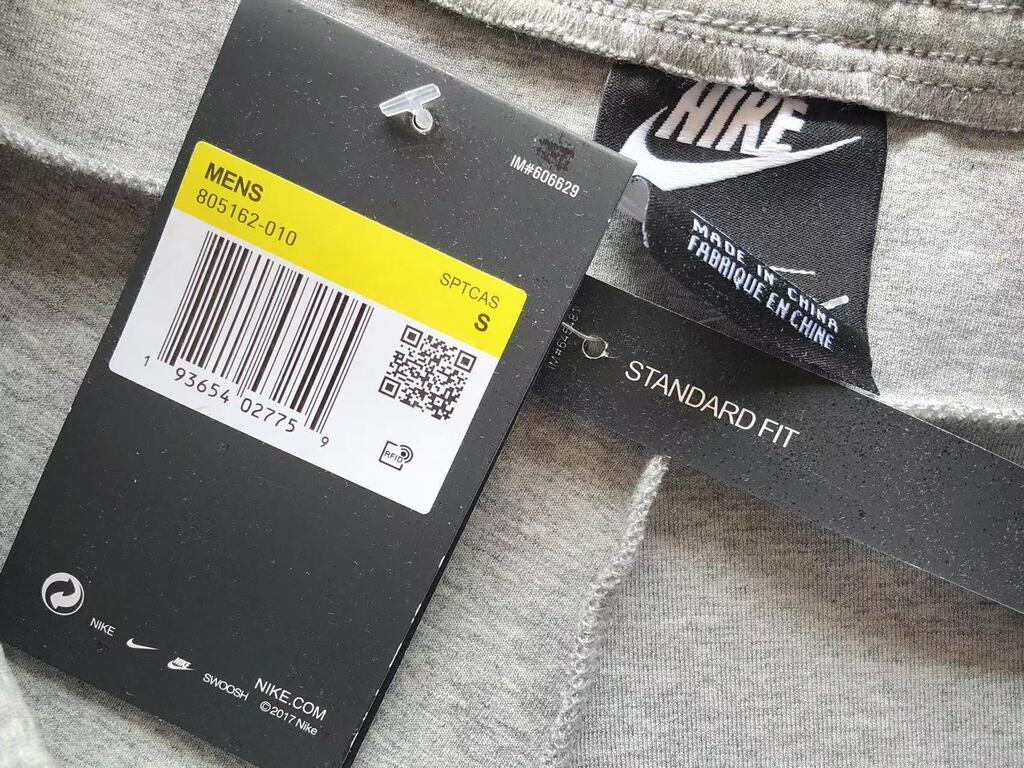 IM#606629
MENS
805162-010
SPTCAS
S
1 93654 02775 9
RFID
NIKE
NIKE
SWOOSH
NIKE.COM
©2017 Nike
NIKE
MADE IN CHINA
FABRIQUE EN CHINE
STANDARD FIT